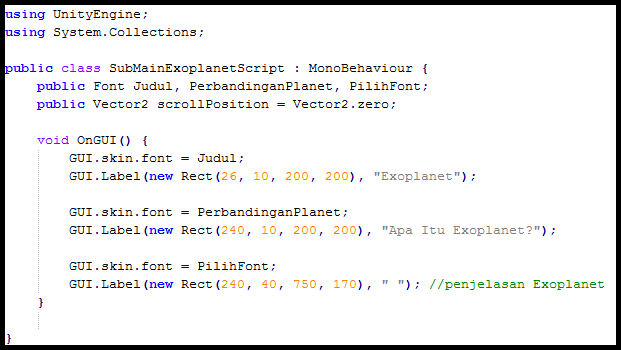 using UnityEngine;
using System.Collections;
public class SubMainExoplanetScript : MonoBehaviour {
public Font Judul, PerbandinganPlanet, PilihFont;
public Vector2 scrollPosition = Vector2.zero;
void OnGUI() {
GUI.skin.font = Judul;
GUI.Label(new Rect(26, 10, 200, 200), "Exoplanet");
GUI.skin.font = PerbandinganPlanet;
GUI.Label(new Rect(240, 10, 200, 200), "Apa Itu Exoplanet?");
GUI.skin.font = PilihFont;
GUI.Label(new Rect(240, 40, 750, 170), " "); //penjelasan Exoplanet
}
}